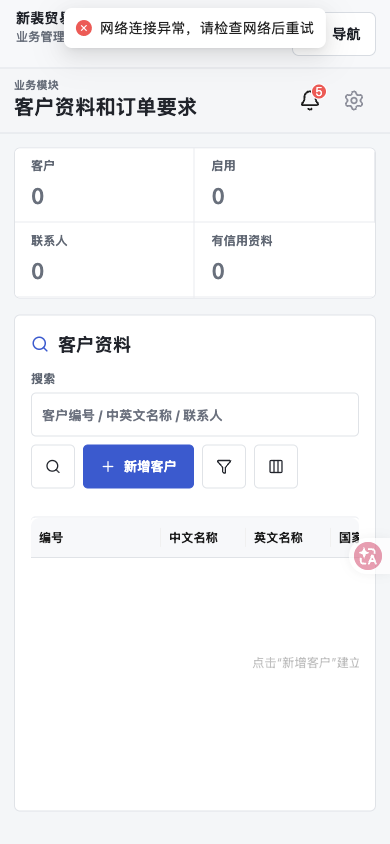 新装贸易
业务管理
网络连接异常，请检查网络后重试
导航
业务模块
客户资料和订单要求
5
客户
0
启用
0
联系人
0
有信用资料
0
客户资料
搜索
客户编号 / 中英文名称 / 联系人
新增客户
编号 中文名称 英文名称 国家
点击“新增客户”建立